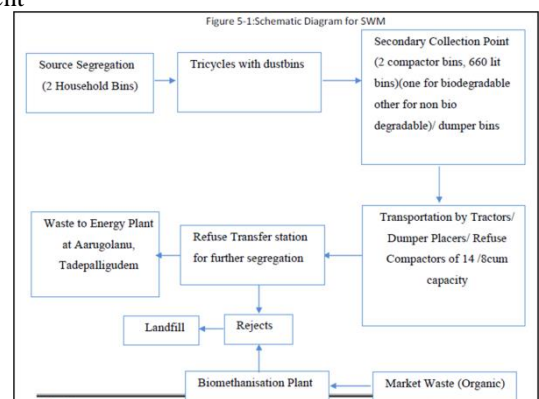 ent
Figure 5-1:Schematic Diagram for SWM
Source Segregation
(2 Household Bins)
Tricycles with dustbins
Secondary Collection Point
(2 compactor bins, 660 lit
bins)(one for biodegradable
other for non bio
degradable)/ dumper bins
Waste to Energy Plant
at Aarugolanu,
Tadepalligudem
Refuse Transfer station
for further segregation
Transportation by Tractors/
Dumper Placers/ Refuse
Compactors of 14 /8cum
capacity
Landfill
Rejects
Biomethanisation Plant
Market Waste (Organic)